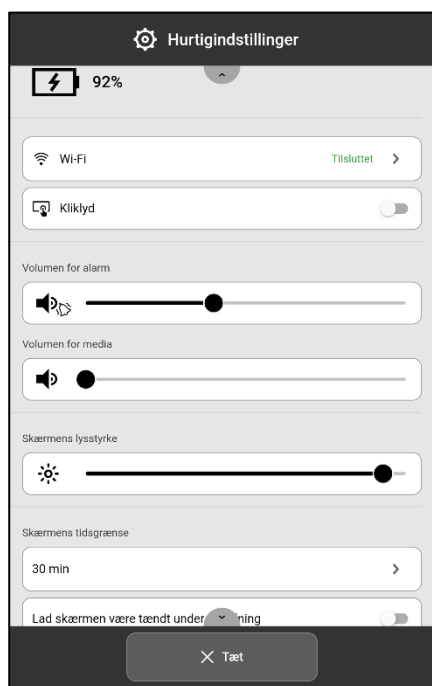 Hurtigindstillinger
92%
Wi-Fi Tilsluttet
Kliklyd
Volumen for alarm
Volumen for media
Skærmens lysstyrke
Skærmens tidsgrænse
30 min
Lad skærmen være tændt under
Tæt